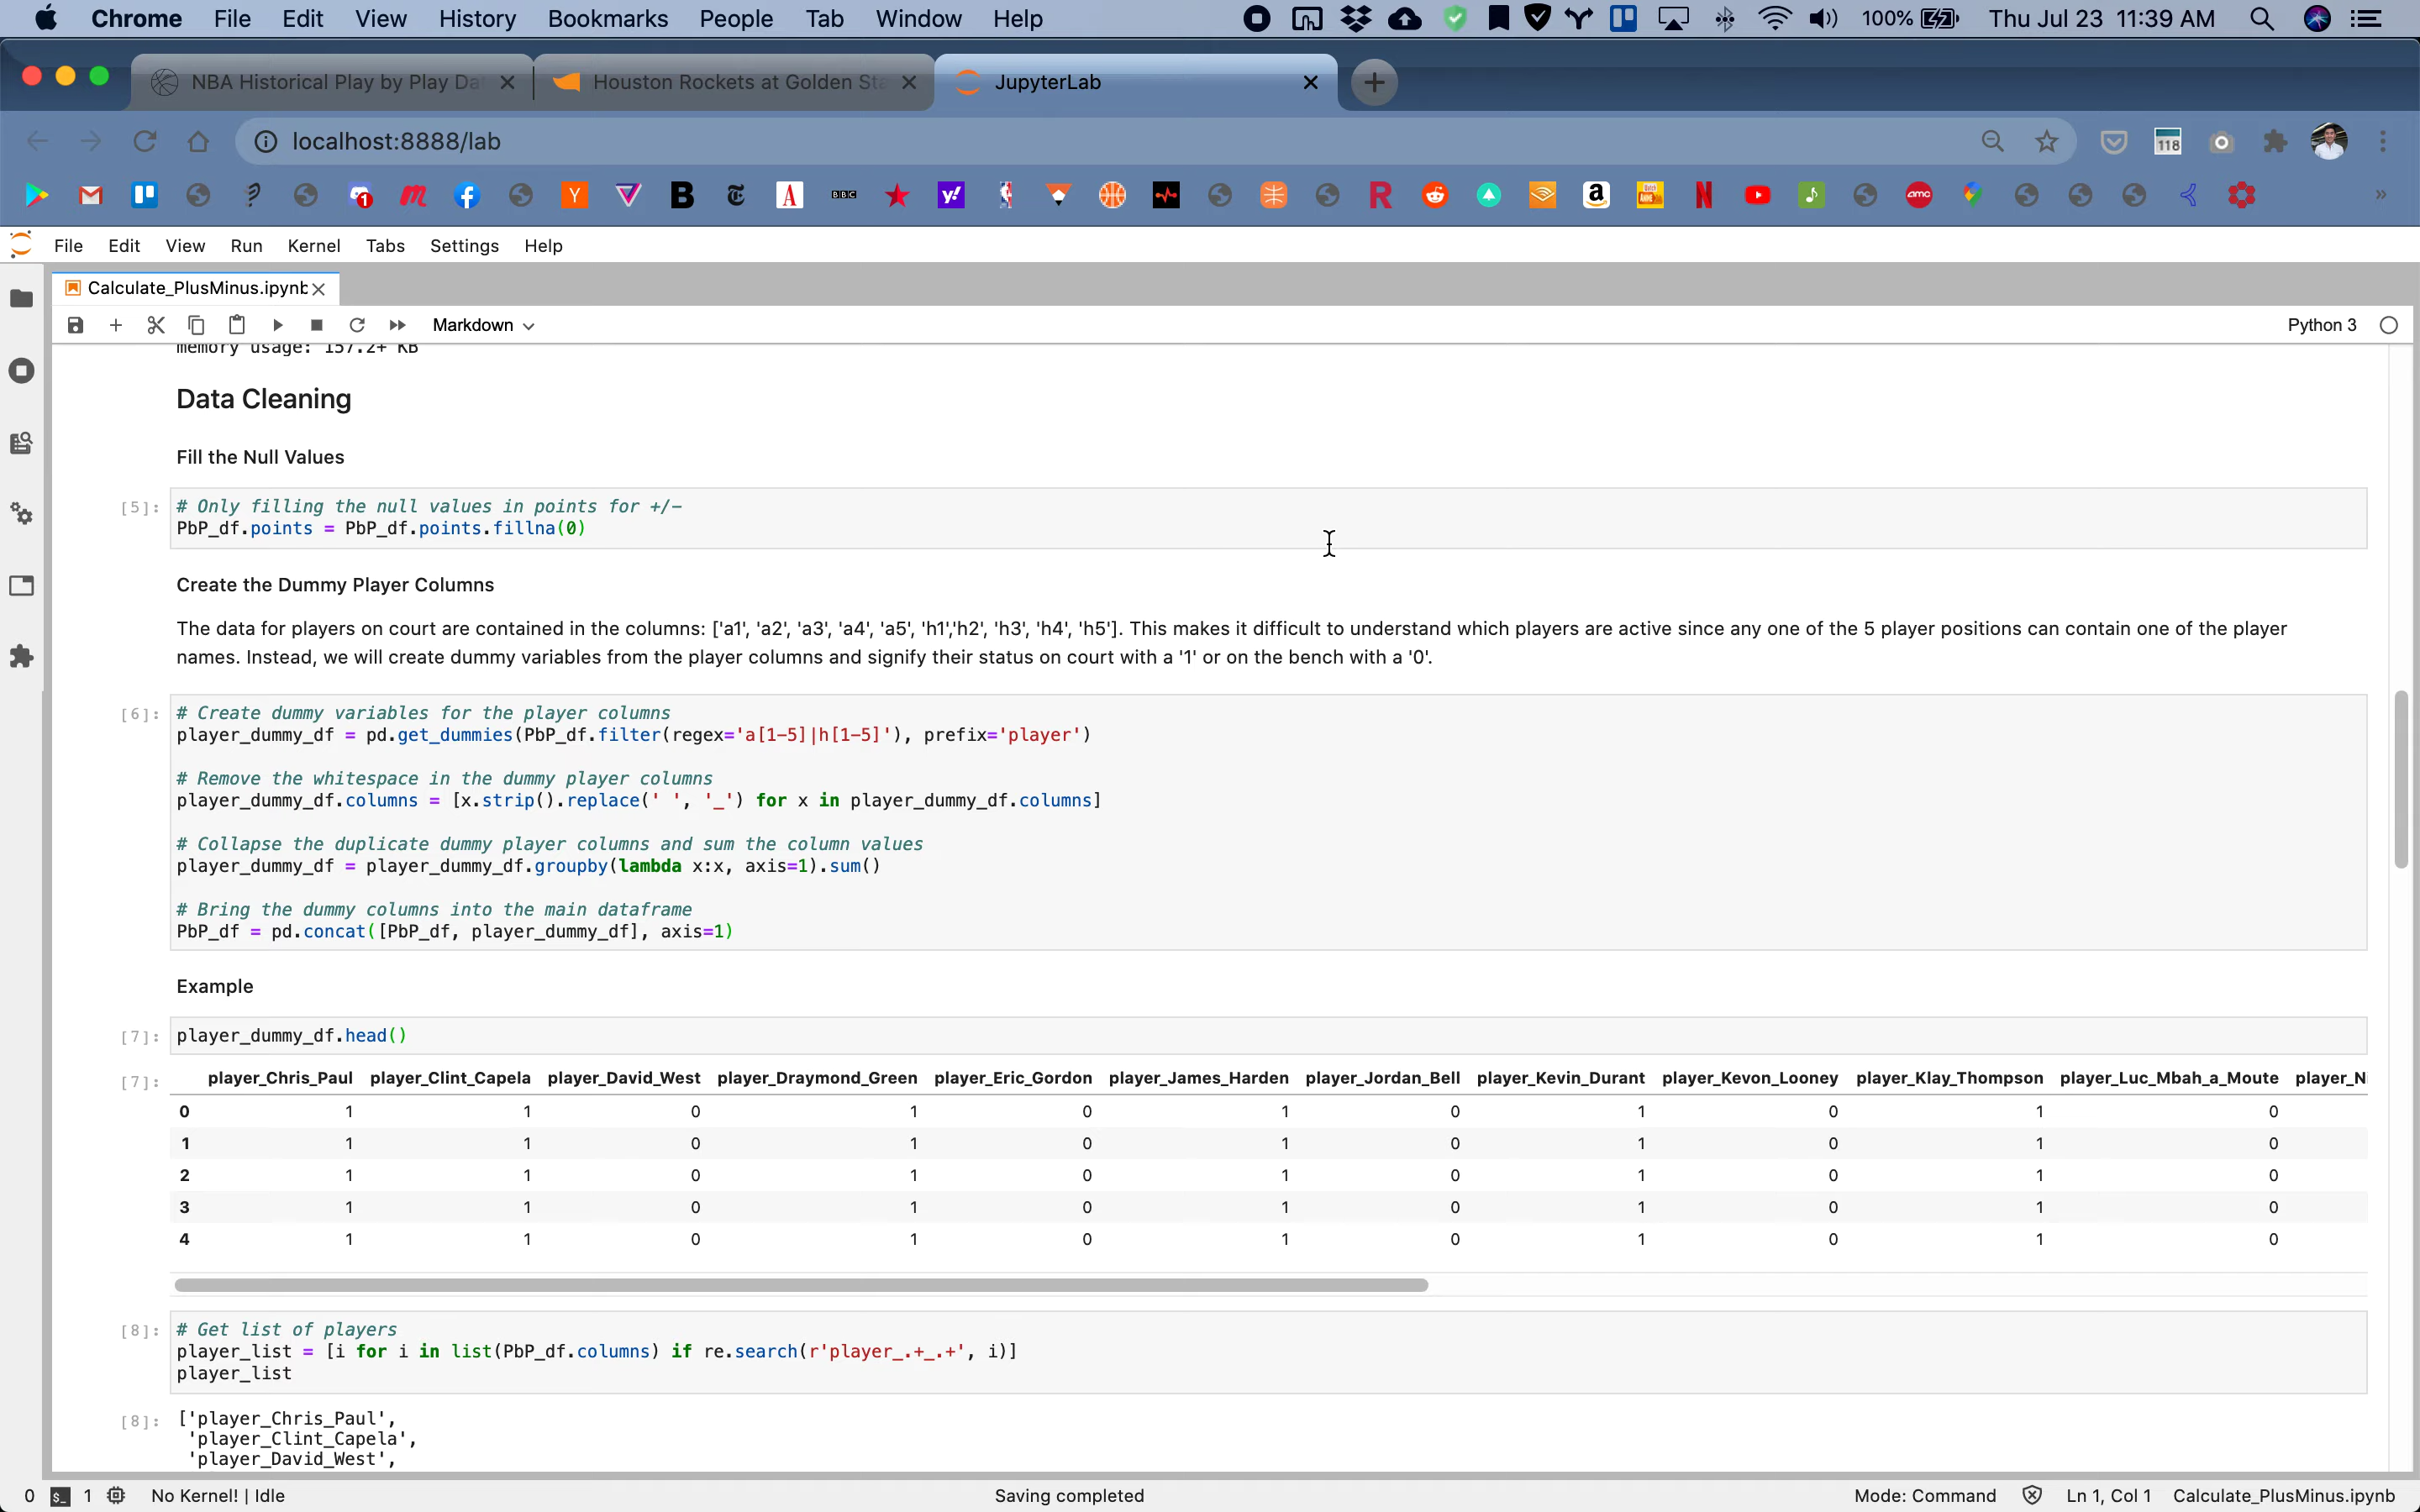 Chrome File Edit View History Bookmarks People Tab Window Help 100% Thu Jul 23 11:39 AM
NBA Historical Play by Play Dat Houston Rockets at Golden Sta JupyterLab
localhost:8888/lab 118
File Edit View Run Kernel Tabs Settings Help
Calculate_PlusMinus.ipynb
Markdown Python 3
memory usage: 157.2+ KB
Data Cleaning
Fill the Null Values
[5]: # Only filling the null values in points for +/-
PbP_df.points = PbP_df.points.fillna(0)
Create the Dummy Player Columns
The data for players on court are contained in the columns: ['a1', 'a2', 'a3', 'a4', 'a5', 'h1','h2', 'h3', 'h4', 'h5']. This makes it difficult to understand which players are active since any one of the 5 player positions can contain one of the player
names. Instead, we will create dummy variables from the player columns and signify their status on court with a '1' or on the bench with a '0'.
[6]: # Create dummy variables for the player columns
player_dummy_df = pd.get_dummies(PbP_df.filter(regex='a[1-5]|h[1-5]'), prefix='player')
# Remove the whitespace in the dummy player columns
player_dummy_df.columns = [x.strip().replace(' ', '_') for x in player_dummy_df.columns]
# Collapse the duplicate dummy player columns and sum the column values
player_dummy_df = player_dummy_df.groupby(lambda x:x, axis=1).sum()
# Bring the dummy columns into the main dataframe
PbP_df = pd.concat([PbP_df, player_dummy_df], axis=1)
Example
[7]: player_dummy_df.head()
[7]: player_Chris_Paul player_Clint_Capela player_David_West player_Draymond_Green player_Eric_Gordon player_James_Harden player_Jordan_Bell player_Kevin_Durant player_Kevon_Looney player_Klay_Thompson player_Luc_Mbah_a_Moute player_Ni
0 1 1 0 1 0 1 0 1 0 1 0
1 1 1 0 1 0 1 0 1 0 1 0
2 1 1 0 1 0 1 0 1 0 1 0
3 1 1 0 1 0 1 0 1 0 1 0
4 1 1 0 1 0 1 0 1 0 1 0
[8]: # Get list of players
player_list = [i for i in list(PbP_df.columns) if re.search(r'player_.+_.+', i)]
player_list
[8]: ['player_Chris_Paul',
'player_Clint_Capela',
'player_David_West',
0 1 No Kernel! | Idle Saving completed Mode: Command Ln 1, Col 1 Calculate_PlusMinus.ipynb